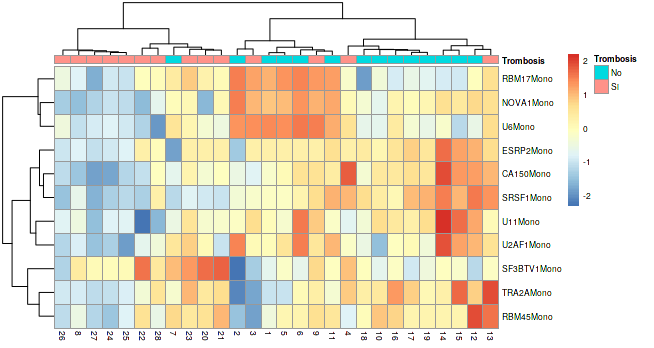 Trombosis
RBM17Mono
NOVA1Mono
U6Mono
ESRP2Mono
CA150Mono
SRSF1Mono
U11Mono
U2AF1Mono
SF3BTV1Mono
TRA2AMono
RBM45Mono
26 8 27 24 25 22 28 7 23 20 21 2 3 1 5 6 9 11 4 18 10 16 17 19 14 15 12 13
2
1
0
-1
-2
Trombosis
No
SI